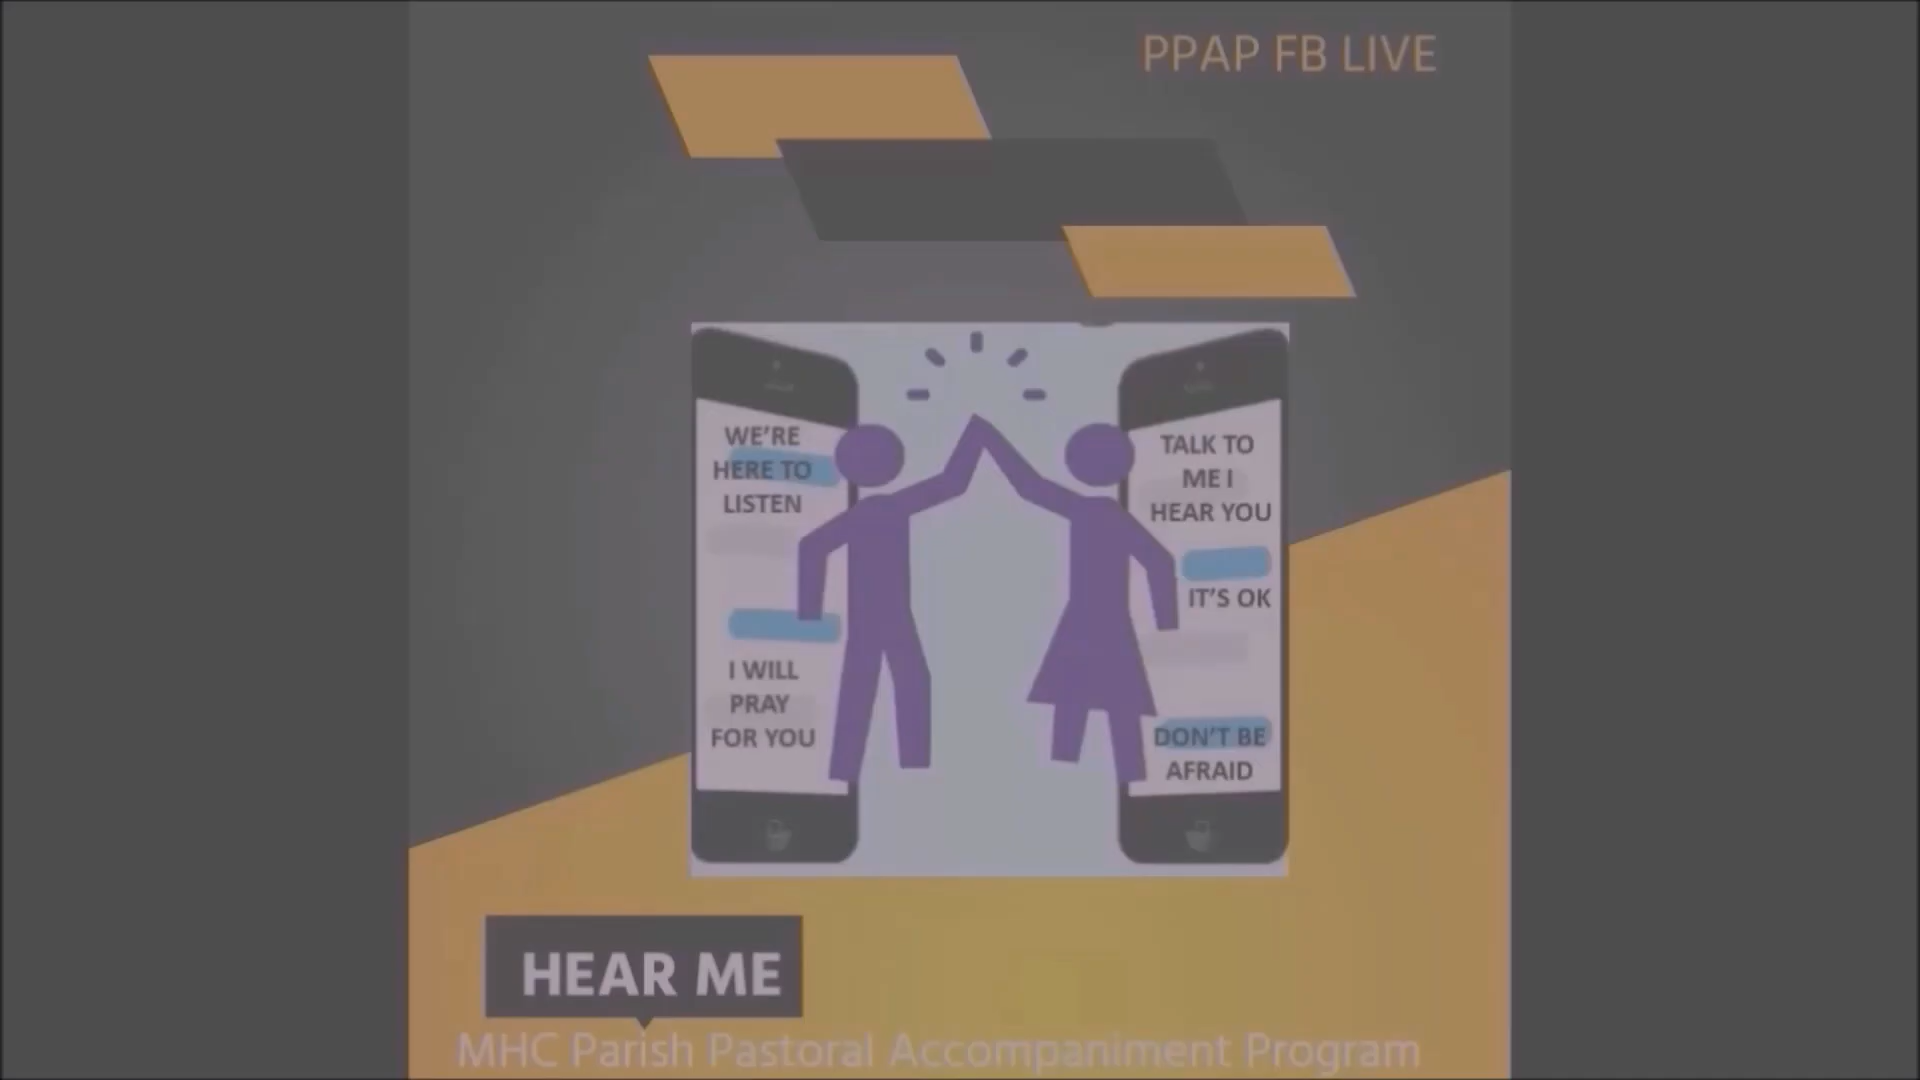 PPAP FB LIVE
WE'RE
HERE TO
LISTEN
I WILL
PRAY
FOR YOU
TALK TO
ME I
HEAR YOU
IT'S OK
DON'T BE
AFRAID
HEAR ME
MHC Parish Pastoral Accompaniment Program